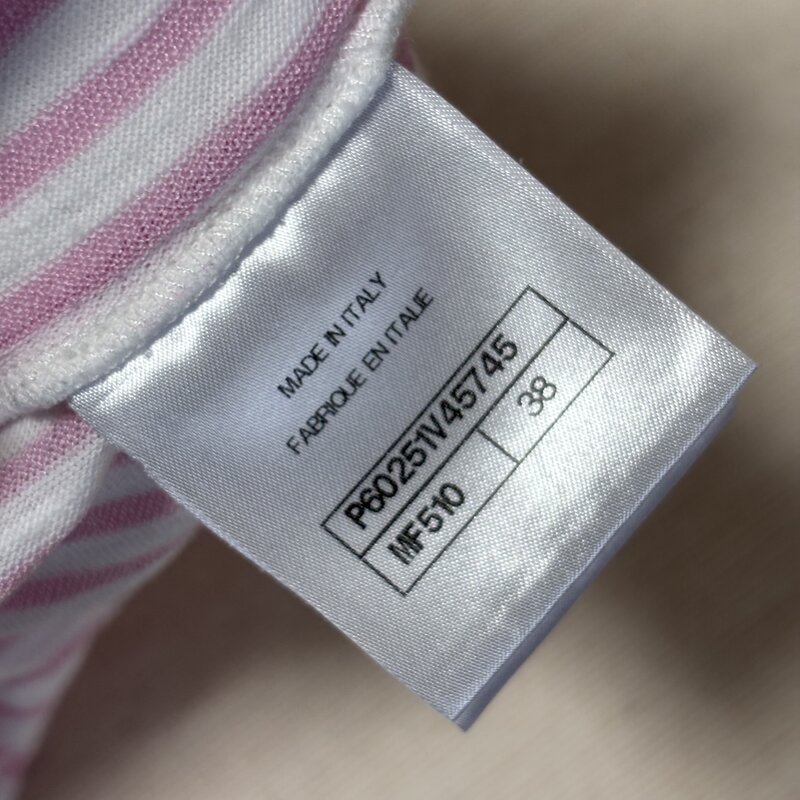 MADE IN ITALY
FABRIQUE EN ITALIE
P60251V45745
MF510 38